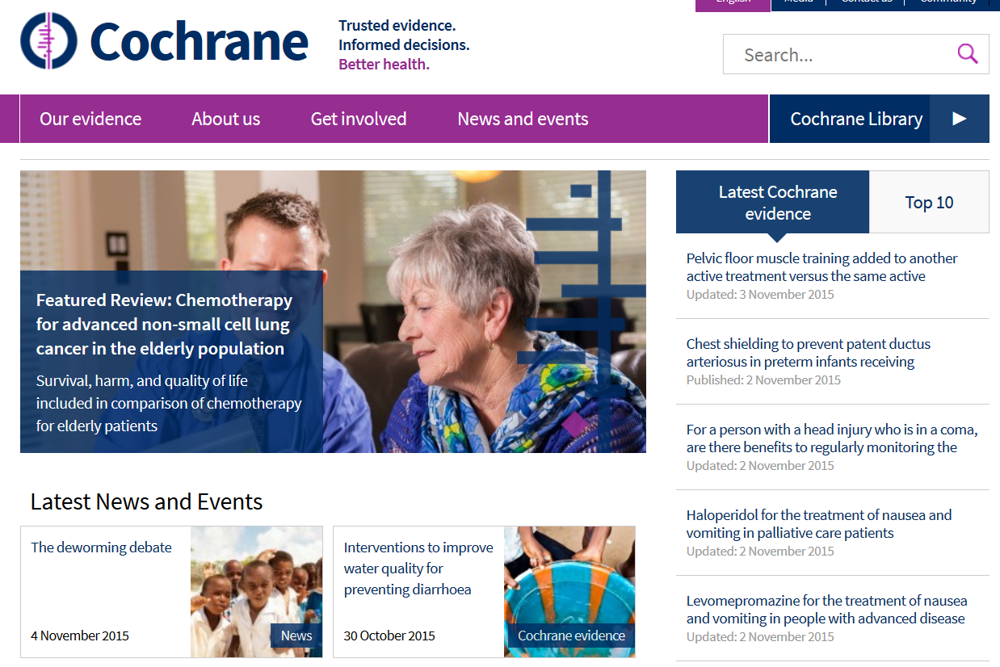 English
Media
Contact us
Community
Cochrane
Trusted evidence.
Informed decisions.
Better health.
Search...
Our evidence
About us
Get involved
News and events
Cochrane Library
Featured Review: Chemotherapy
for advanced non-small cell lung
cancer in the elderly population
Survival, harm, and quality of life
included in comparison of chemotherapy
for elderly patients
Latest Cochrane
evidence
Top 10
Pelvic floor muscle training added to another
active treatment versus the same active
Updated: 3 November 2015
Chest shielding to prevent patent ductus
arteriosus in preterm infants receiving
Published: 2 November 2015
For a person with a head injury who is in a coma,
are there benefits to regularly monitoring the
Updated: 2 November 2015
Haloperidol for the treatment of nausea and
vomiting in palliative care patients
Updated: 2 November 2015
Levomepromazine for the treatment of nausea
and vomiting in people with advanced disease
Updated: 2 November 2015
Latest News and Events
The deworming debate
4 November 2015
News
Interventions to improve
water quality for
preventing diarrhoea
30 October 2015
Cochrane evidence